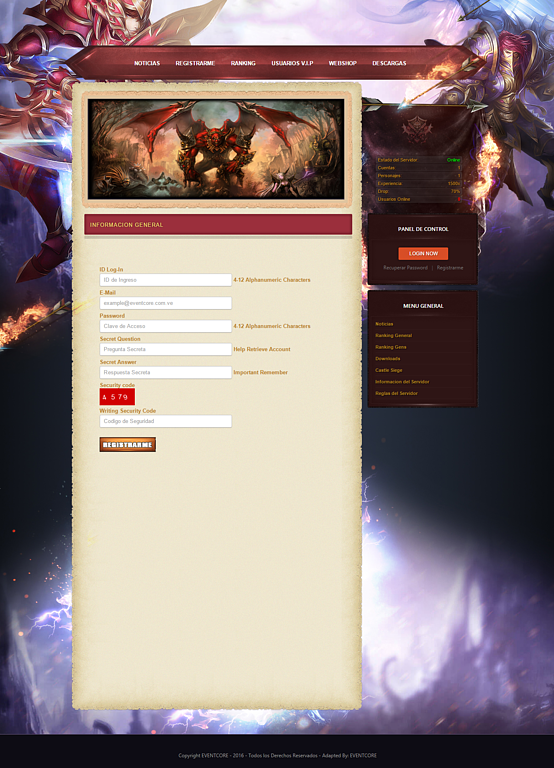 NOTICIAS REGISTRARME RANKING USUARIOS V.I.P WEBSHOP DESCARGAS
INFORMACION GENERAL
ID Log-In
ID de Ingreso 4-12 Alphanumeric Characters
E-Mail
example@eventcore.com.ve
Password
Clave de Acceso 4-12 Alphanumeric Characters
Secret Question
Pregunta Secreta Help Retrieve Account
Secret Answer
Respuesta Secreta Important Remember
Security code
4 5 7 9
Writing Security Code
Codigo de Seguridad
REGISTRARME
Estado del Servidor: Online
Cuentas
Personajes
Experiencia 1000x
Drop: 70%
Usuarios Online
PANEL DE CONTROL
LOGIN NOW
Recuperar Password | Registrarme
MENU GENERAL
Noticias
Ranking General
Ranking Gens
Downloads
Castle Siege
Informacion del Servidor
Reglas del Servidor
Copyright EVENTCORE - 2016 - Todos los Derechos Reservados - Adapted By: EVENTCORE